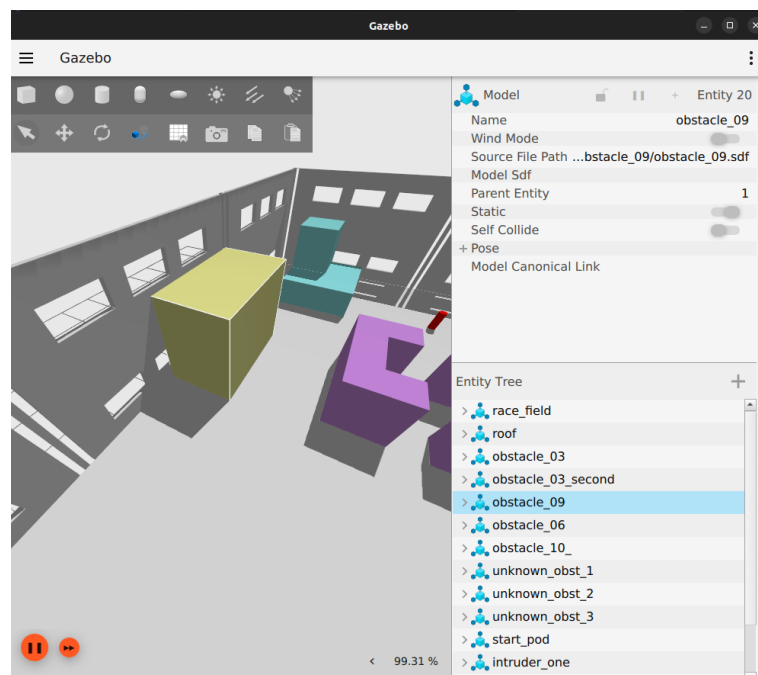 Gazebo
Gazebo
Model Entity 20
Name obstacle_09
Wind Mode
Source File Path ...bstacle_09/obstacle_09.sdf
Model Sdf
Parent Entity 1
Static
Self Collide
+ Pose
Model Canonical Link
Entity Tree
race_field
roof
obstacle_03
obstacle_03_second
obstacle_09
obstacle_06
obstacle_10_
unknown_obst_1
unknown_obst_2
unknown_obst_3
start_pod
intruder_one
99.31 %